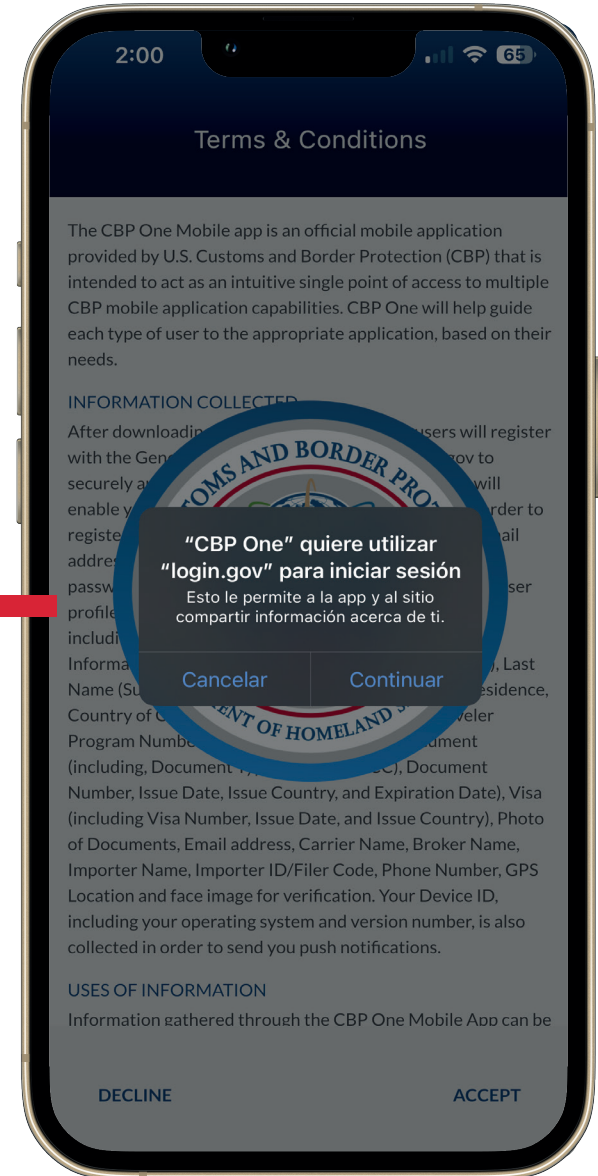 2:00
65
Terms & Conditions
The CBP One Mobile app is an official mobile application
provided by U.S. Customs and Border Protection (CBP) that is
intended to act as an intuitive single point of access to multiple
CBP mobile application capabilities. CBP One will help guide
each type of user to the appropriate application, based on their
needs.
INFORMATION COLLECTED
After downloadin users will register
with the Gen gov to
securely a will
enable y rder to
registe ail
addre
passw ser
profile
includi
Informa ), Last
Name (Su esidence,
Country of C veler
Program Numbe ument
(including, Document Ty C), Document
Number, Issue Date, Issue Country, and Expiration Date), Visa
(including Visa Number, Issue Date, and Issue Country), Photo
of Documents, Email address, Carrier Name, Broker Name,
Importer Name, Importer ID/Filer Code, Phone Number, GPS
Location and face image for verification. Your Device ID,
including your operating system and version number, is also
collected in order to send you push notifications.
USES OF INFORMATION
Information gathered through the CBP One Mobile App can be
TOMS AND BORDER PROT
“CBP One” quiere utilizar
“login.gov” para iniciar sesión
Esto le permite a la app y al sitio
compartir información acerca de ti.
Cancelar Continuar
ENT OF HOMELAND S
DECLINE ACCEPT